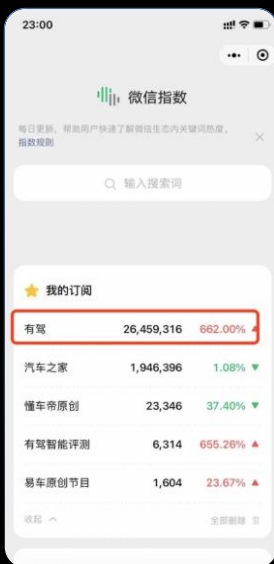 23:00
微信指数
每日更新，帮助用户快速了解微信生态内关键词热度。
指数规则
输入搜索词
我的订阅
有驾 26,459,316 662.00% ▲
汽车之家 1,946,396 1.08% ▼
懂车帝原创 23,346 37.40% ▼
有驾智能评测 6,314 655.26% ▲
易车原创节目 1,604 23.67% ▲
收起 全部删除